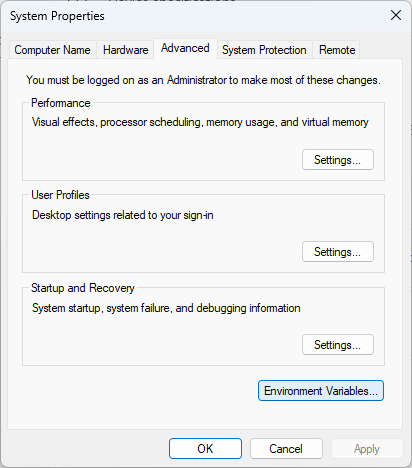 System Properties
Computer Name Hardware Advanced System Protection Remote
You must be logged on as an Administrator to make most of these changes.
Performance
Visual effects, processor scheduling, memory usage, and virtual memory
Settings...
User Profiles
Desktop settings related to your sign-in
Settings...
Startup and Recovery
System startup, system failure, and debugging information
Settings...
Environment Variables...
OK Cancel Apply